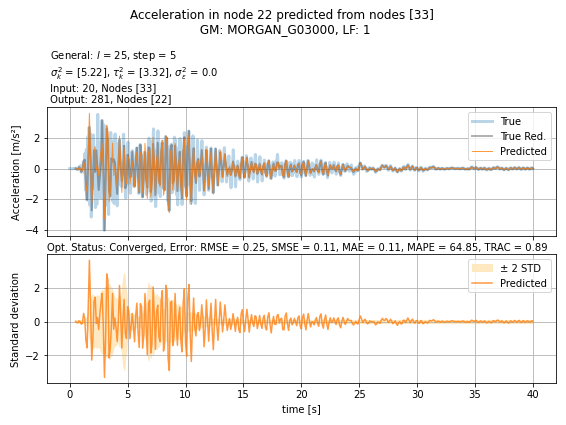 Acceleration in node 22 predicted from nodes [33]
GM: MORGAN_G03000, LF: 1
General: l = 25, step = 5
σ²ₖ = [5.22], τ²ₖ = [3.32], σ²ε = 0.0
Input: 20, Nodes [33]
Output: 281, Nodes [22]
Acceleration [m/s²]
2
0
−2
−4
True
True Red.
Predicted
Opt. Status: Converged, Error: RMSE = 0.25, SMSE = 0.11, MAE = 0.11, MAPE = 64.85, TRAC = 0.89
Standard deviation
2
0
−2
± 2 STD
Predicted
0 5 10 15 20 25 30 35 40
time [s]